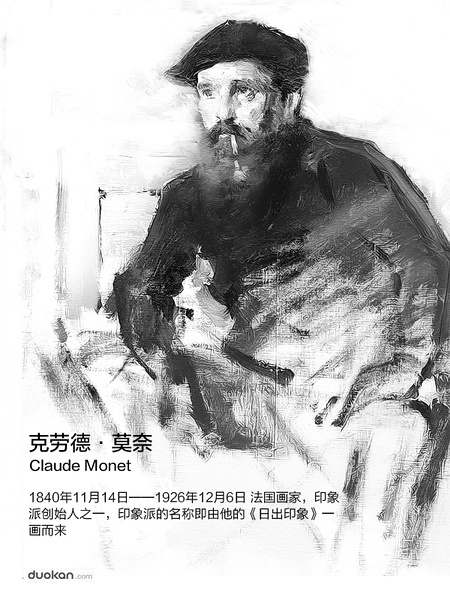 克劳德·莫奈
Claude Monet
1840年11月14日——1926年12月6日 法国画家，印象
派创始人之一，印象派的名称即由他的《日出印象》一
画而来
duokan.com